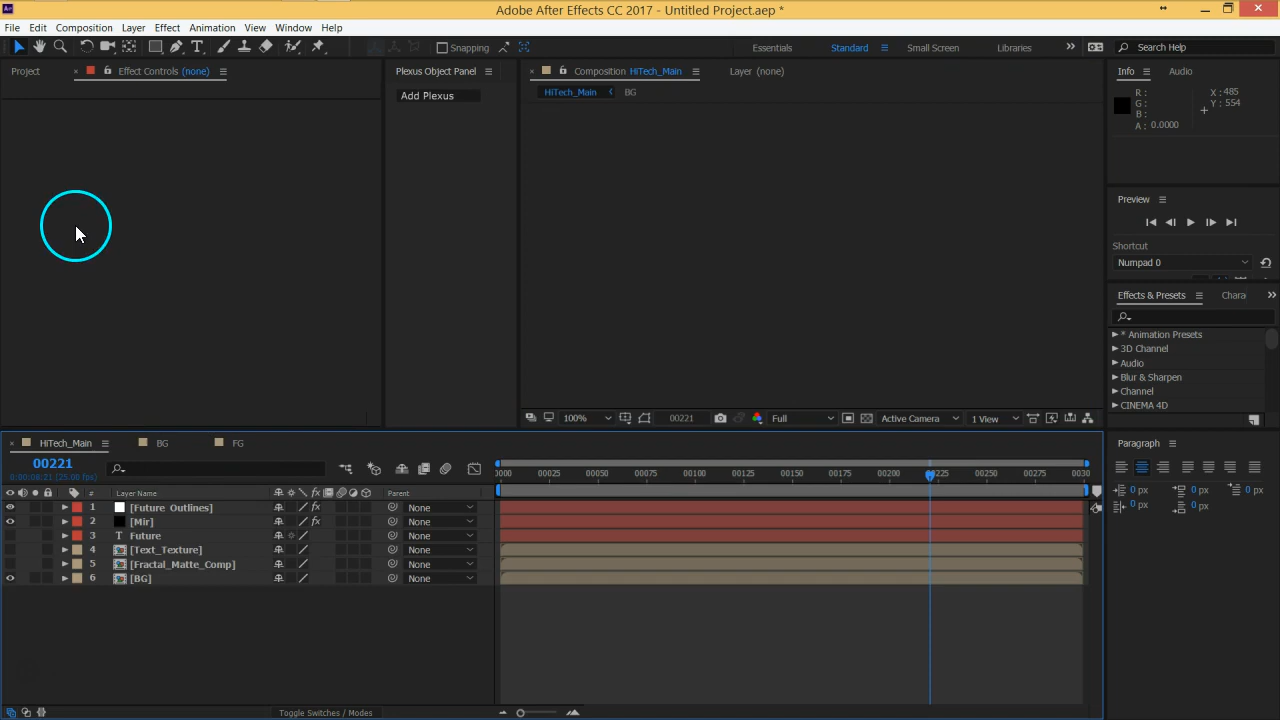 Adobe After Effects CC 2017 - Untitled Project.aep *
File Edit Composition Layer Effect Animation View Window Help
Snapping Essentials Standard Small Screen Libraries Search Help
Project Effect Controls (none) Plexus Object Panel Composition HiTech_Main Layer (none) Info Audio
Add Plexus HiTech_Main BG
R: X: 485
G: Y: 554
B:
A: 0.0000
Preview
Shortcut
Numpad 0
Effects & Presets Chara
* Animation Presets
3D Channel
Audio
Blur & Sharpen
Channel
CINEMA 4D
100% 00221 Full Active Camera 1 View
HiTech_Main BG FG
Paragraph
00221
0:00:08:21 (25.00 fps)
0000 00025 00050 00075 00100 00125 00150 00175 00200 00225 00250 00275 0030
# Layer Name Parent
0 px 0 px 0 px
0 px 0 px
1 [Future Outlines] None
2 [Mir] None
3 T Future None
4 [Text_Texture] None
5 [Fractal_Matte_Comp] None
6 [BG] None
Toggle Switches / Modes